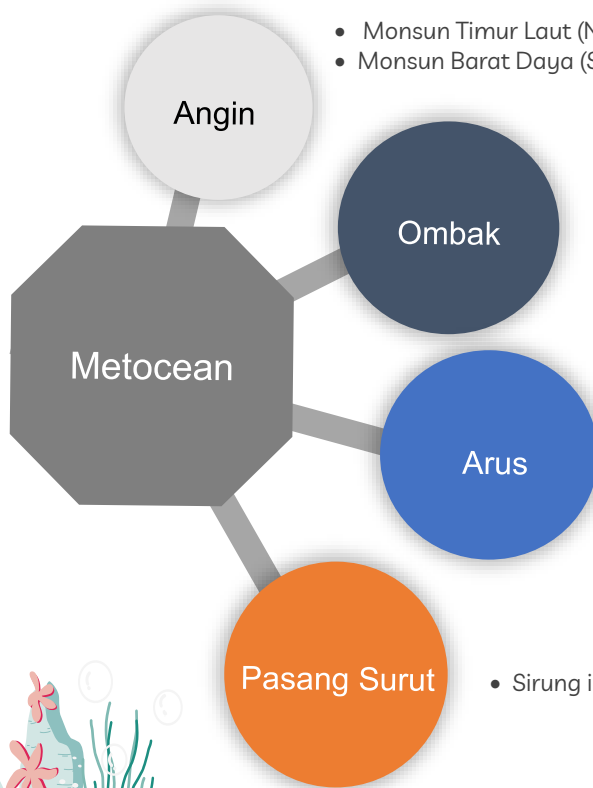 • Monsun Timur Laut (
• Monsun Barat Daya (
Angin
Ombak
Metocean
Arus
Pasang Surut
• Sirung